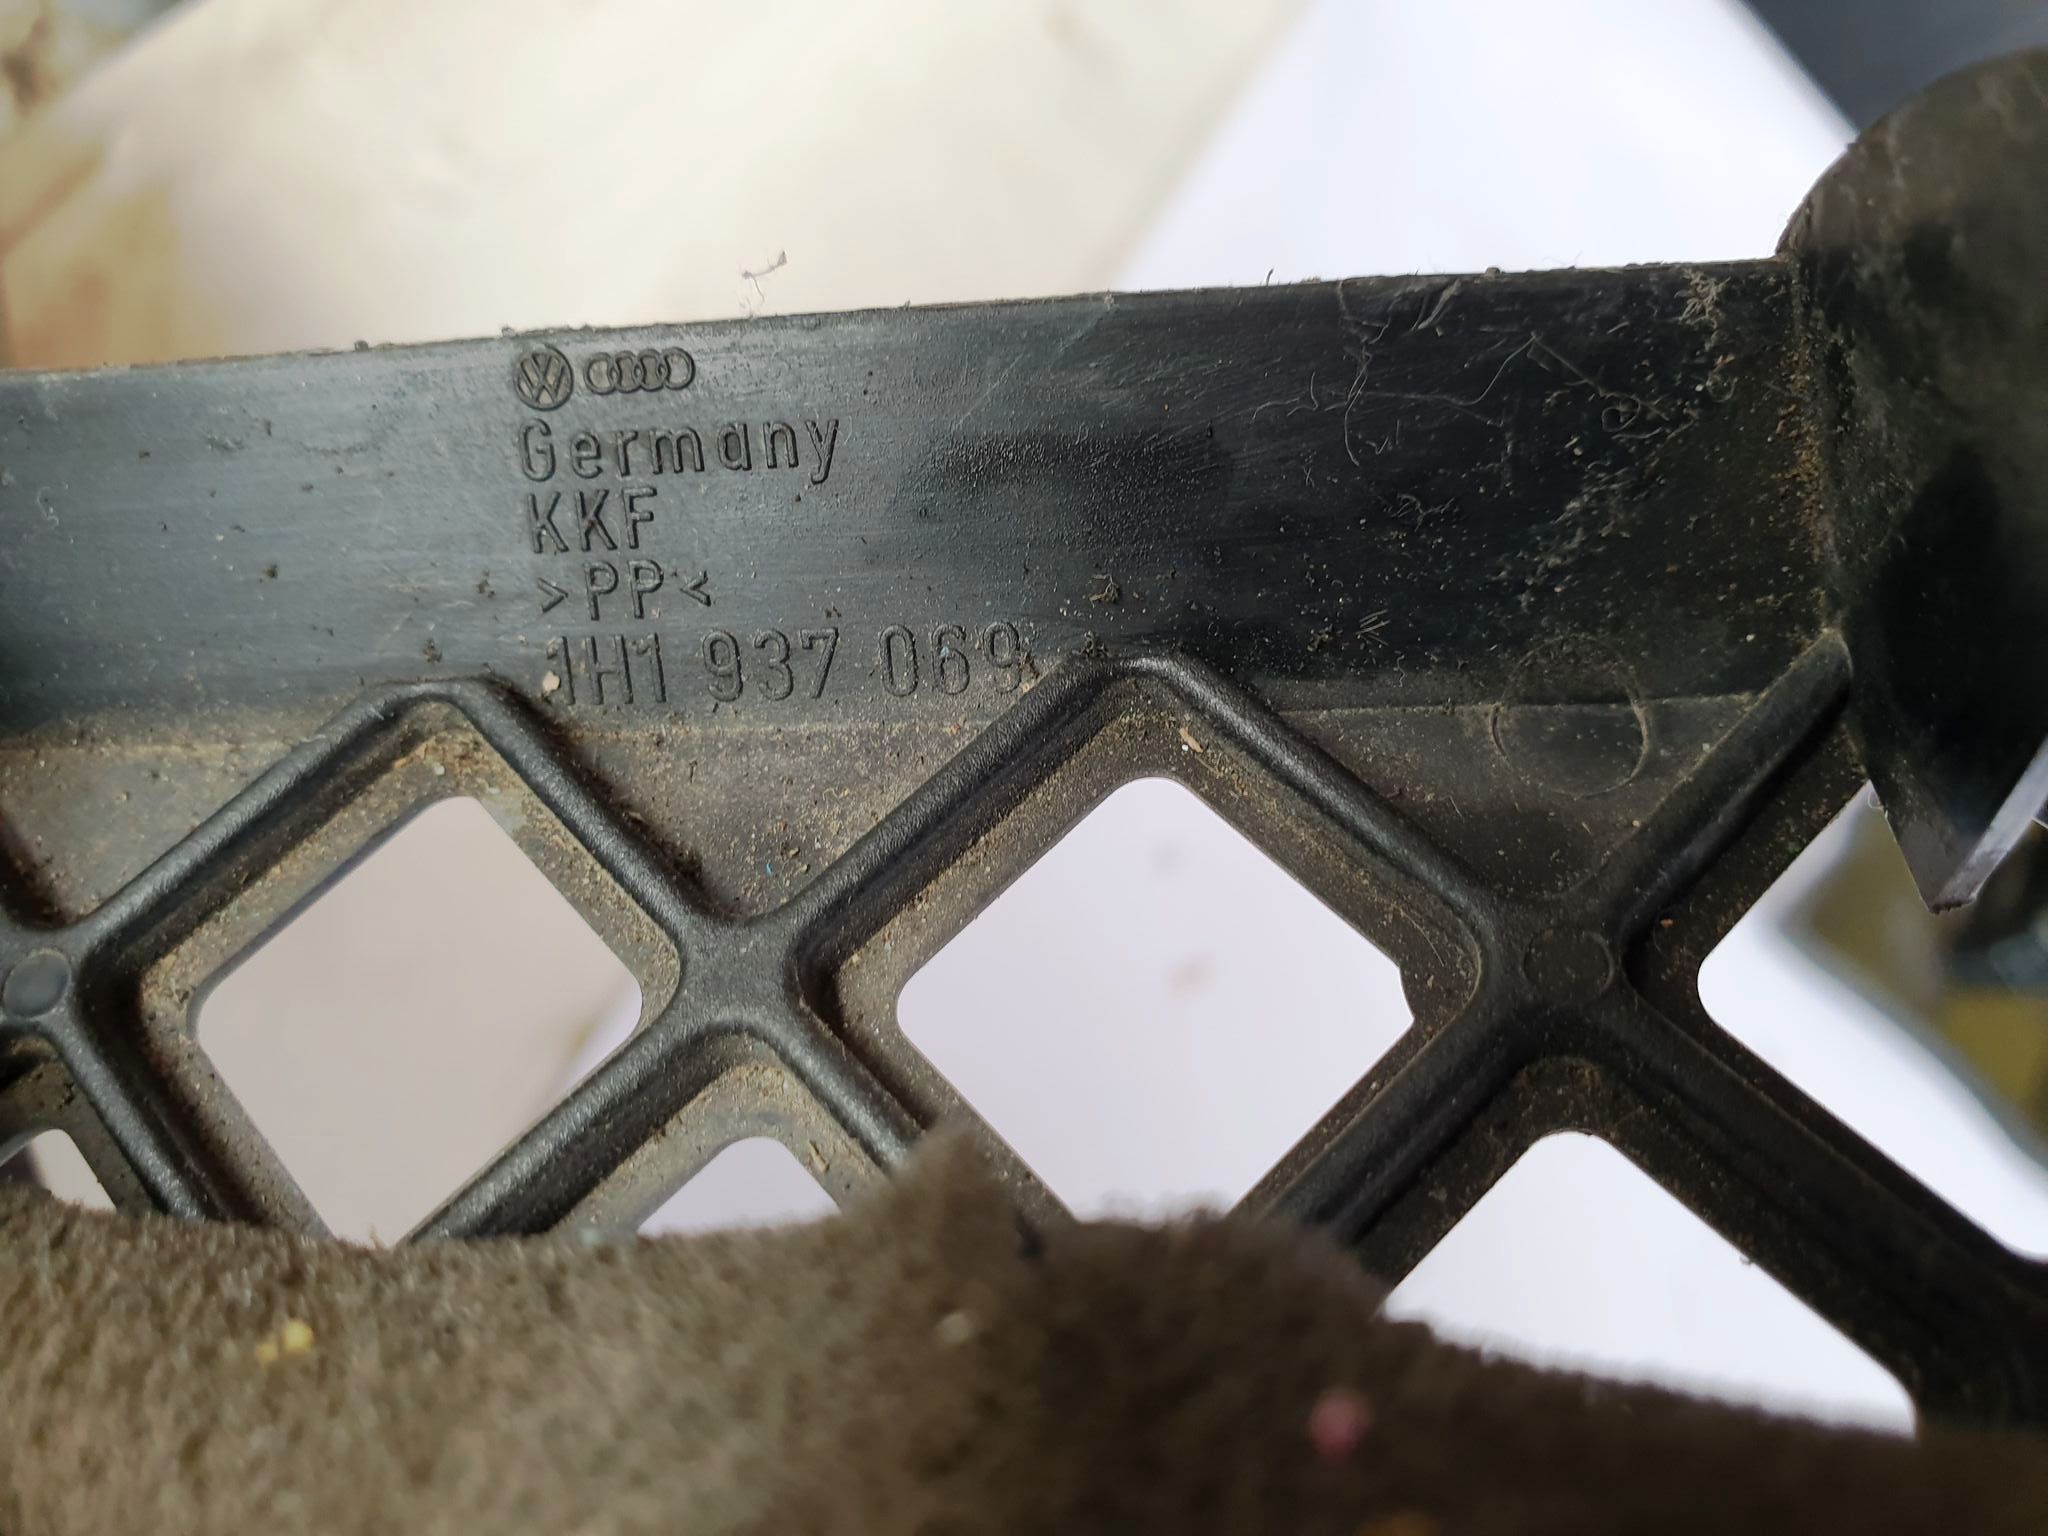 Germany
KKF
>PP<
1H1 937 069